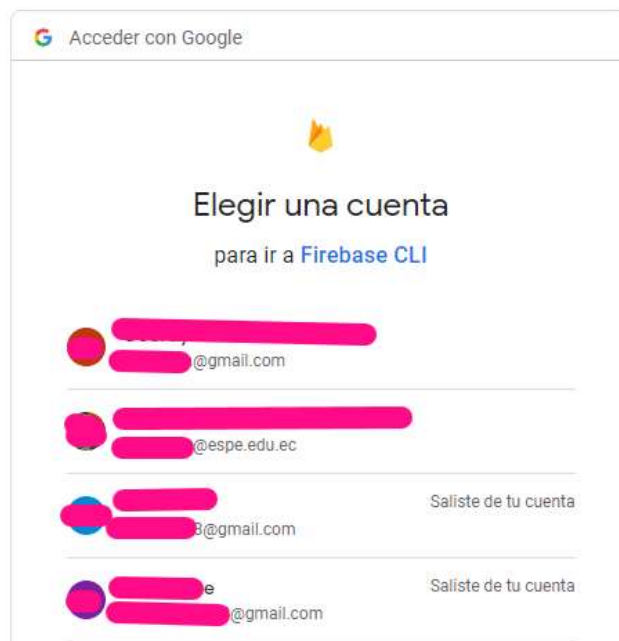 Acceder con Google
Elegir una cuenta
para ir a Firebase CLI
@gmail.com
@espe.edu.ec
Saliste de tu cuenta
8@gmail.com
e
Saliste de tu cuenta
@gmail.com